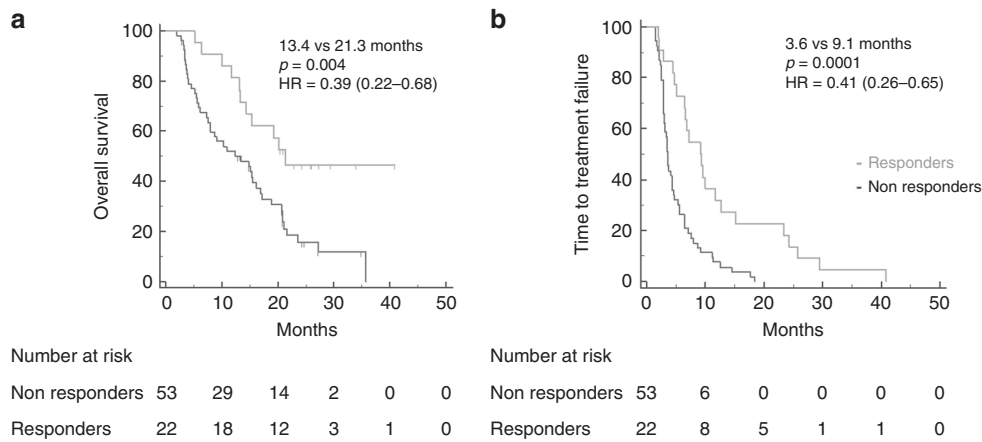 a
100
80
60
40
20
0
Overall survival
13.4 vs 21.3 months
p = 0.004
HR = 0.39 (0.22–0.68)
0 10 20 30 40 50
Months
Number at risk
Non responders 53 29 14 2 0 0
Responders 22 18 12 3 1 0
b
100
80
60
40
20
0
Time to treatment failure
3.6 vs 9.1 months
p = 0.0001
HR = 0.41 (0.26–0.65)
Responders
Non responders
0 10 20 30 40 50
Months
Number at risk
Non responders 53 6 0 0 0 0
Responders 22 8 5 1 1 0